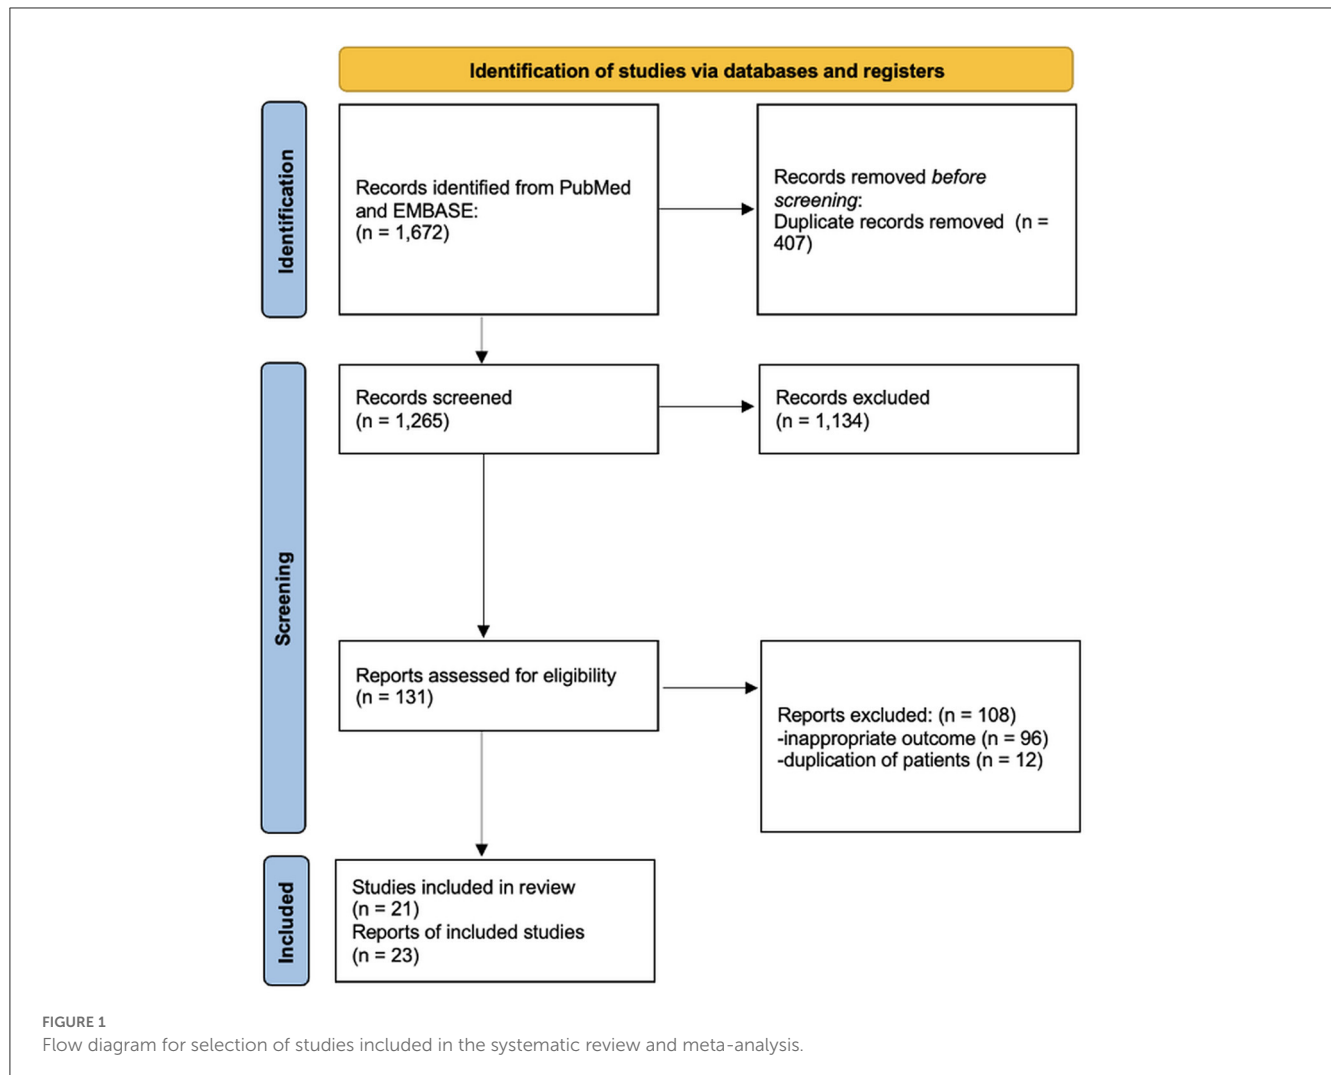 Identification of studies via databases and registers
Identification
Records identified from PubMed
and EMBASE:
(n = 1,672)
Records removed before
screening:
Duplicate records removed (n =
407)
Screening
Records screened
(n = 1,265)
Records excluded
(n = 1,134)
Reports assessed for eligibility
(n = 131)
Reports excluded: (n = 108)
-inappropriate outcome (n = 96)
-duplication of patients (n = 12)
Included
Studies included in review
(n = 21)
Reports of included studies
(n = 23)
FIGURE 1
Flow diagram for selection of studies included in the systematic review and meta-analysis.